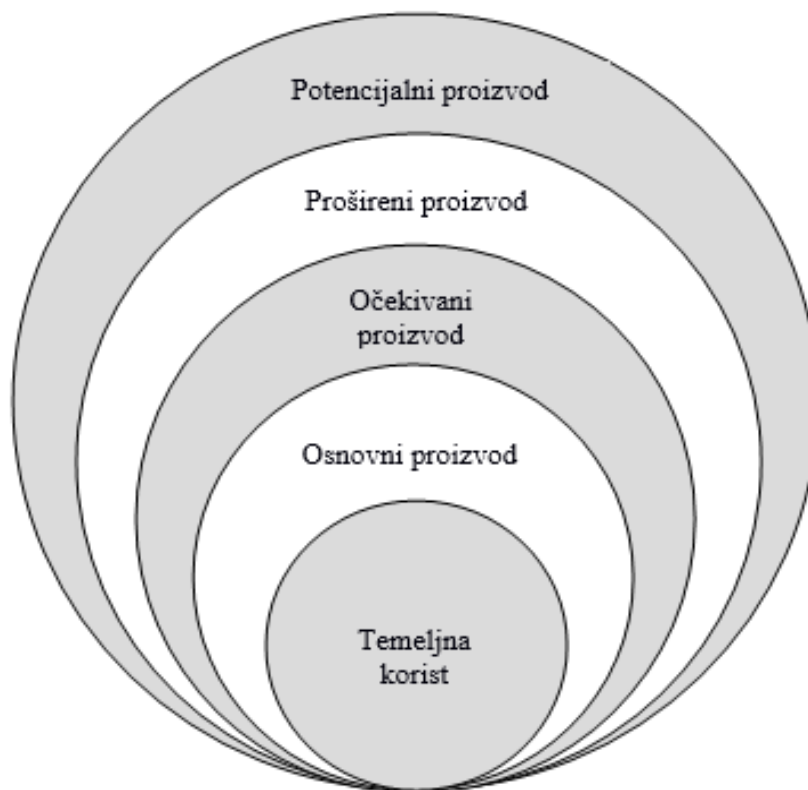 Potencijalni proizvod
Prošireni proizvod
Očekivani
proizvod
Osnovni proizvod
Temeljna
korist